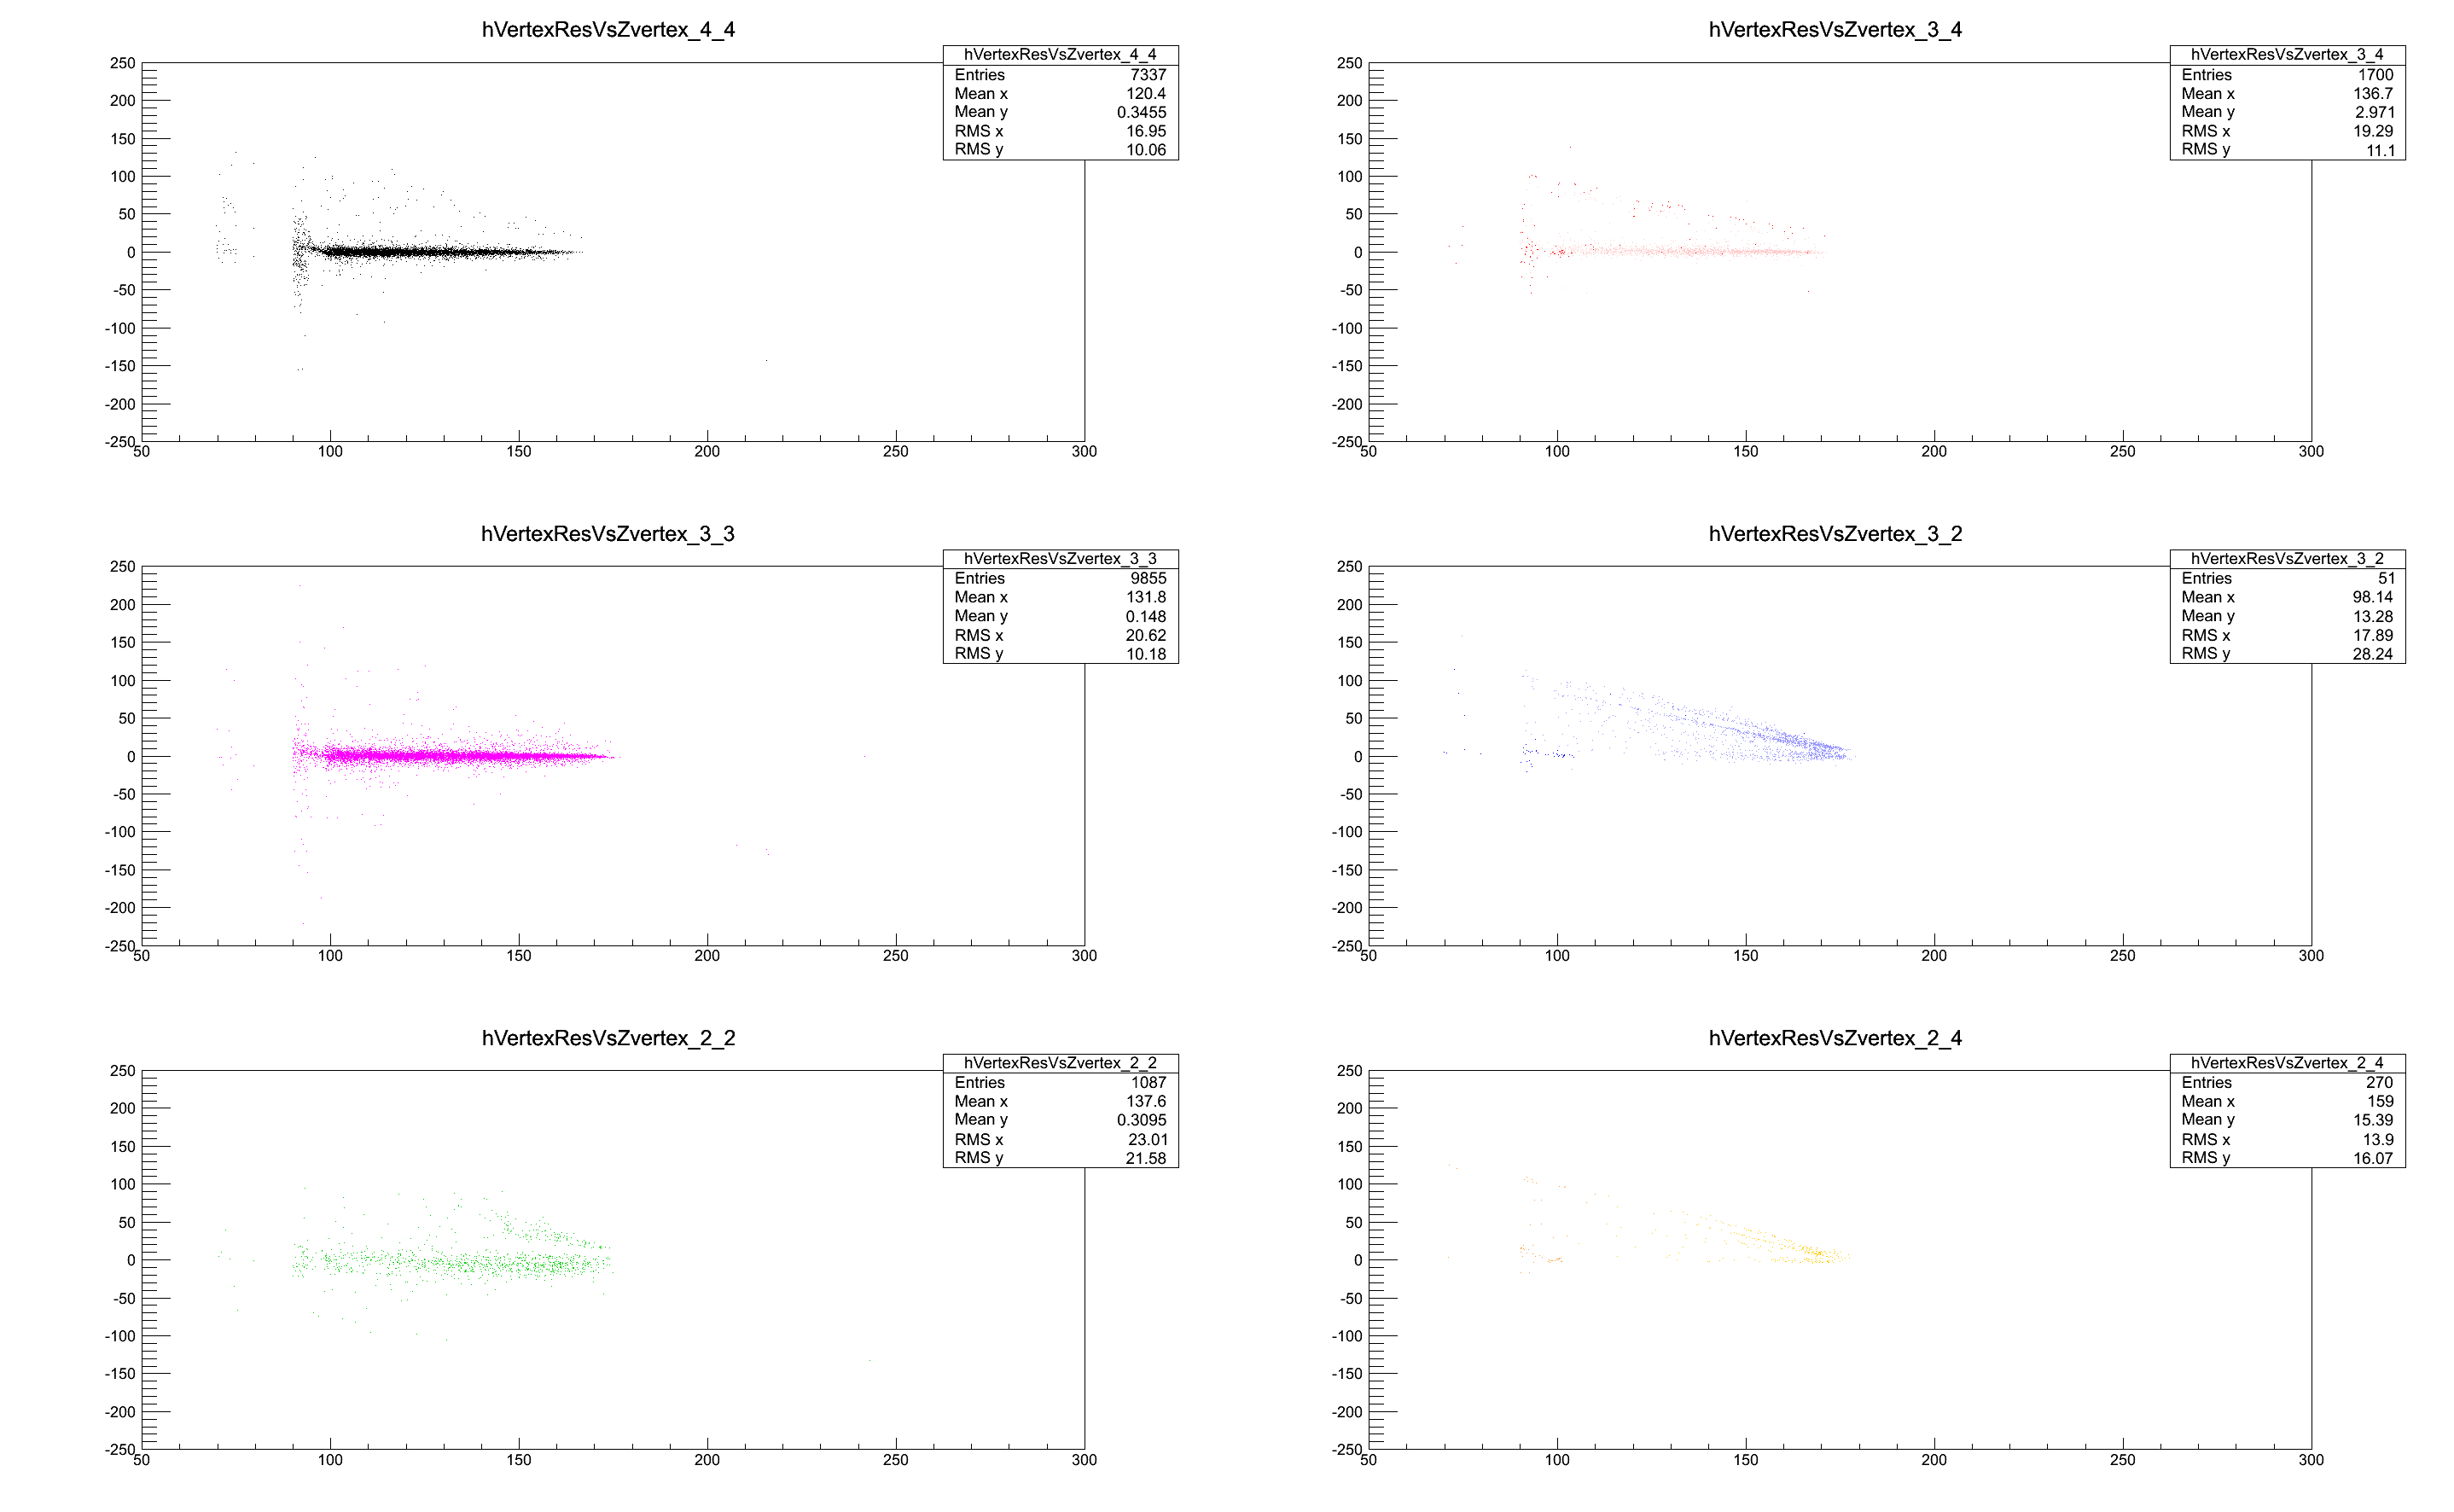 hVertexResVsZvertex_4_4
hVertexResVsZvertex_4_4
Entries 7337
Mean x 120.4
Mean y 0.3455
RMS x 16.95
RMS y 10.06
250
200
150
100
50
0
-50
-100
-150
-200
-250
50 100 150 200 250 300
hVertexResVsZvertex_3_4
hVertexResVsZvertex_3_4
Entries 1700
Mean x 136.7
Mean y 2.971
RMS x 19.29
RMS y 11.1
250
200
150
100
50
0
-50
-100
-150
-200
-250
50 100 150 200 250 300
hVertexResVsZvertex_3_3
hVertexResVsZvertex_3_3
Entries 9855
Mean x 131.8
Mean y 0.148
RMS x 20.62
RMS y 10.18
250
200
150
100
50
0
-50
-100
-150
-200
-250
50 100 150 200 250 300
hVertexResVsZvertex_3_2
hVertexResVsZvertex_3_2
Entries 51
Mean x 98.14
Mean y 13.28
RMS x 17.89
RMS y 28.24
250
200
150
100
50
0
-50
-100
-150
-200
-250
50 100 150 200 250 300
hVertexResVsZvertex_2_2
hVertexResVsZvertex_2_2
Entries 1087
Mean x 137.6
Mean y 0.3095
RMS x 23.01
RMS y 21.58
250
200
150
100
50
0
-50
-100
-150
-200
-250
50 100 150 200 250 300
hVertexResVsZvertex_2_4
hVertexResVsZvertex_2_4
Entries 270
Mean x 159
Mean y 15.39
RMS x 13.9
RMS y 16.07
250
200
150
100
50
0
-50
-100
-150
-200
-250
50 100 150 200 250 300